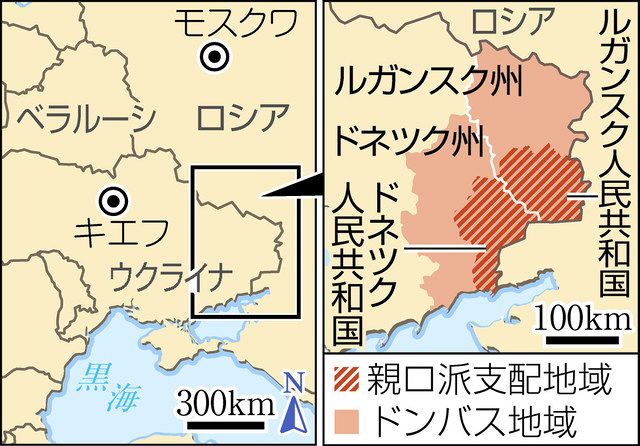 モスクワ
ベラルーシ
ロシア
キエフ
ウクライナ
黒海
N
300km
ロシア
ルガンスク州
ドネツク州
ルガンスク人民共和国
ドネツク
人民共和国
100km
親ロ派支配地域
ドンバス地域